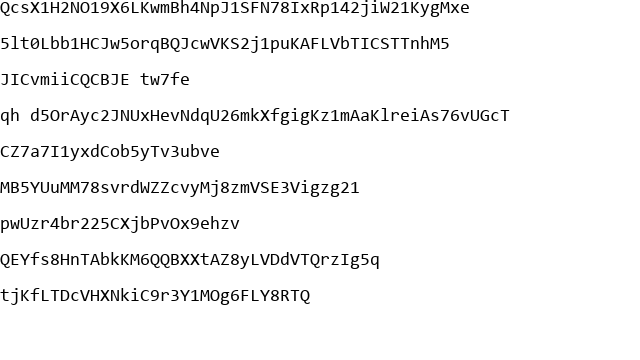 QcsX1H2NO19X6LKwmBh4NpJ1SFN78IxRp142jiW21KygMxe
5lt0Lbb1HCJw5orqBQJcwVKS2j1puKAFLVbTICSTTnhM5
JICvmiiCQCBJE tw7fe
qh d5OrAyc2JNUxHevNdqU26mkXfgigKz1mAaKlreiAs76vUGcT
CZ7a7I1yxdCob5yTv3ubve
MB5YUuMM78svrdWZZcvyMj8zmVSE3Vigzg21
pwUzr4br225CXjbPvOx9ehzv
QEYfs8HnTAbkKM6QQBXXtAZ8yLVDdVTQrzIg5q
tjKfLTDcVHXNkiC9r3Y1MOg6FLY8RTQ